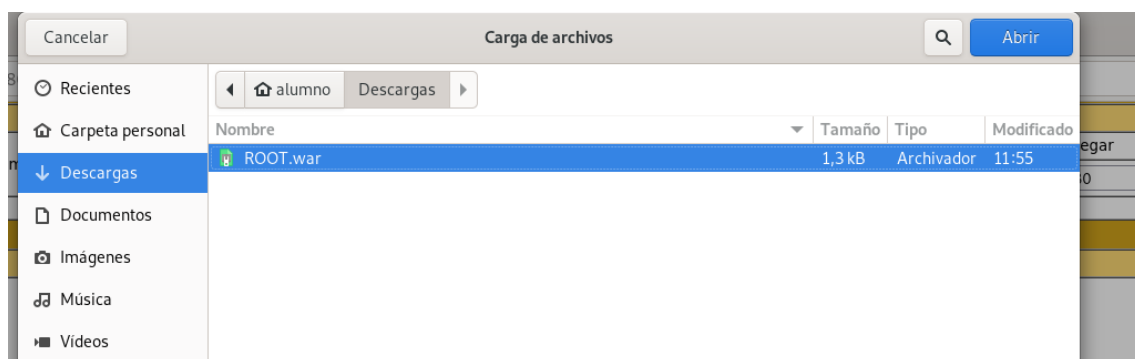 Cancelar Carga de archivos Abrir
Recientes alumno Descargas
Carpeta personal Nombre Tamaño Tipo Modificado
ROOT.war 1,3 kB Archivador 11:55
egar
Descargas
Documentos
Imágenes
Música
Vídeos